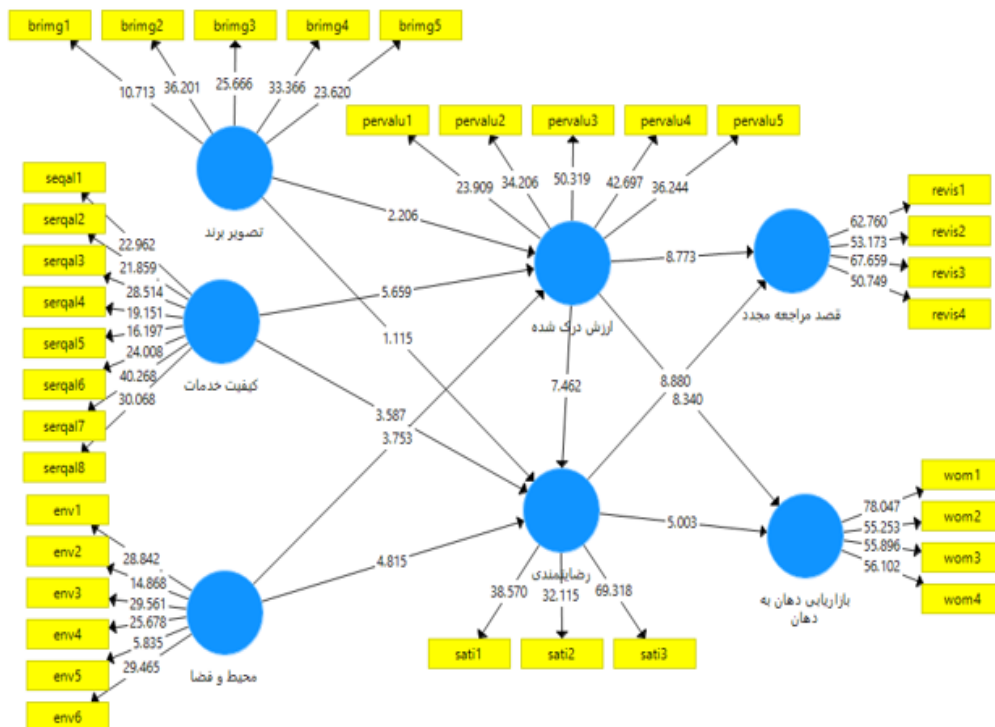 brimg1 brimg2 brimg3 brimg4 brimg5
10.713 36.201 25.666 33.366 23.620
تصویر برند
pervalu1 pervalu2 pervalu3 pervalu4 pervalu5
23.909 34.206 50.319 42.697 36.244
ارزش درک شده
seqal1
serqal2
serqal3
serqal4
serqal5
serqal6
serqal7
serqal8
22.962
21.859
28.514
19.151
16.197
24.008
40.268
30.068
کیفیت خدمات
env1
env2
env3
env4
env5
env6
28.842
14.868
29.561
25.678
5.835
29.465
محیط و فضا
2.206
5.659
1.115
3.587
3.753
4.815
7.462
8.773
8.880
8.340
5.003
revis1
revis2
revis3
revis4
62.760
53.173
67.659
50.749
قصد مراجعه مجدد
رضایتمندی
38.570 32.115 69.318
sati1 sati2 sati3
wom1
wom2
wom3
wom4
78.047
55.253
55.896
56.102
بازاریابی دهان به
دهان